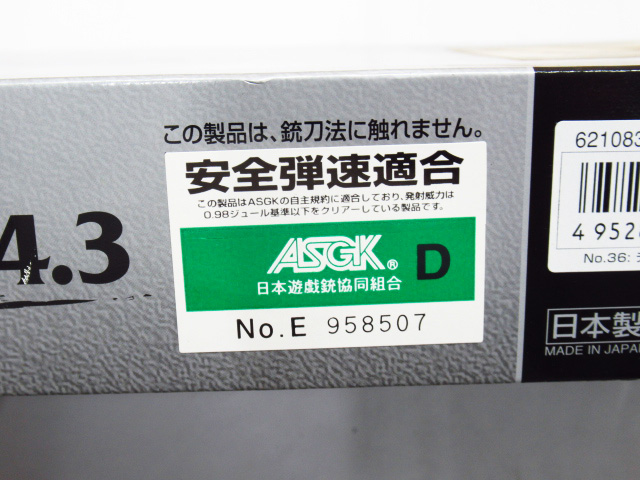 この製品は、銃刀法に触れません。
安全弾速適合
この製品はASGKの自主規約に適合しており、発射威力は
0.98ジュール基準以下をクリアーしている製品です。
ASGK® D
日本遊戯銃協同組合
No.E 958507
4.3
621083
4 952
No.36:
日本製
MADE IN JAPA